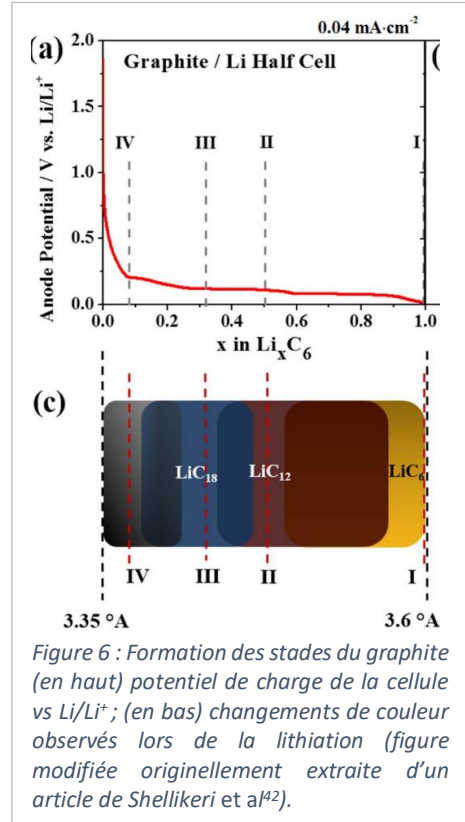 0.04 mA·cm⁻²
(a)
(
Graphite / Li Half Cell
2.0
1.5
1.0
0.5
0.0
Anode Potential / V vs. Li/Li⁺
IV
III
II
I
0.0
0.2
0.4
0.6
0.8
1.0
x in LiₓC₆
(c)
LiC₁₈
LiC₁₂
LiC₆
IV
III
II
I
3.35 °A
3.6 °A
Figure 6 : Formation des stades du graphite
(en haut) potentiel de charge de la cellule
vs Li/Li⁺ ; (en bas) changements de couleur
observés lors de la lithiation (figure
modifiée originellement extraite d’un
article de Shellikeri et al⁴²).